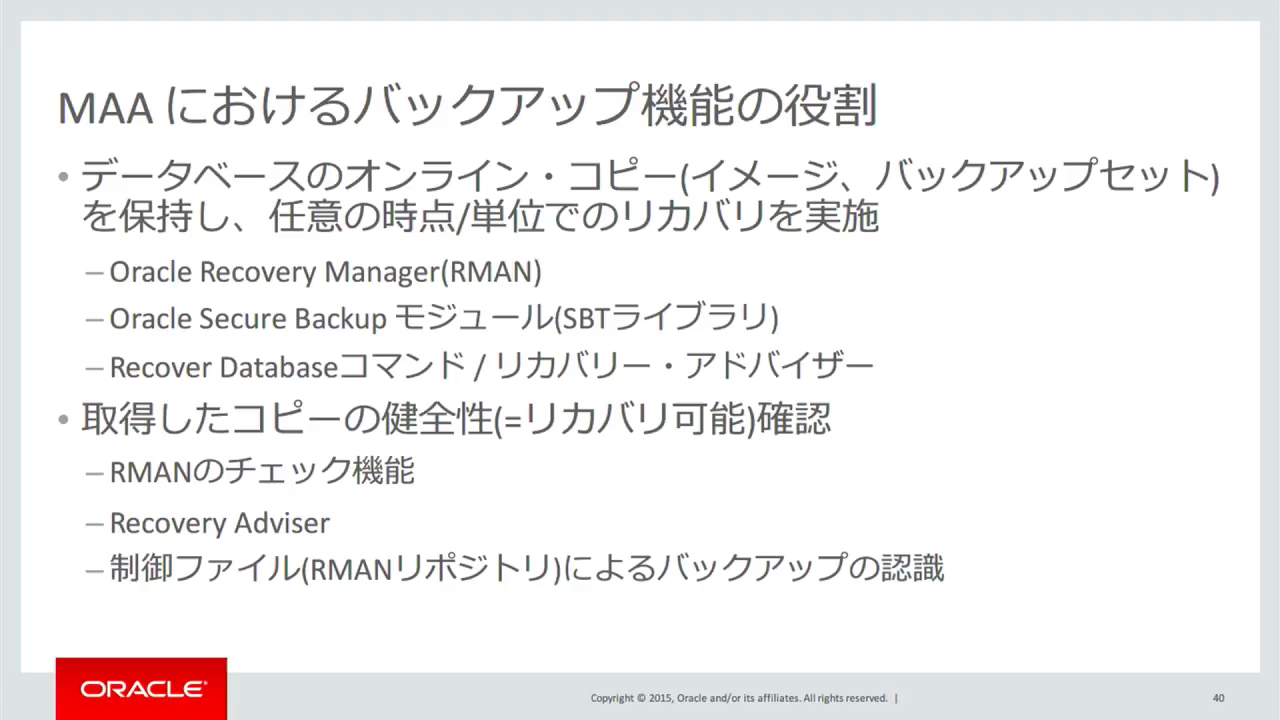 MAA におけるバックアップ機能の役割
• データベースのオンライン・コピー(イメージ、バックアップセット)
を保持し、任意の時点/単位でのリカバリを実施
– Oracle Recovery Manager(RMAN)
– Oracle Secure Backup モジュール(SBTライブラリ)
– Recover Databaseコマンド / リカバリー・アドバイザー
• 取得したコピーの健全性(=リカバリ可能)確認
– RMANのチェック機能
– Recovery Adviser
– 制御ファイル(RMANリポジトリ)によるバックアップの認識
ORACLE®
Copyright © 2015, Oracle and/or its affiliates. All rights reserved. |
40